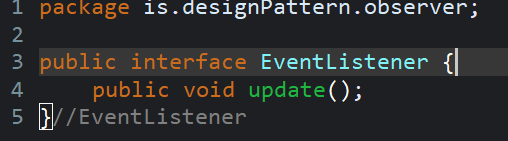 1 package is.designPattern.observer;
2
3 public interface EventListener {
4     public void update();
5 }//EventListener